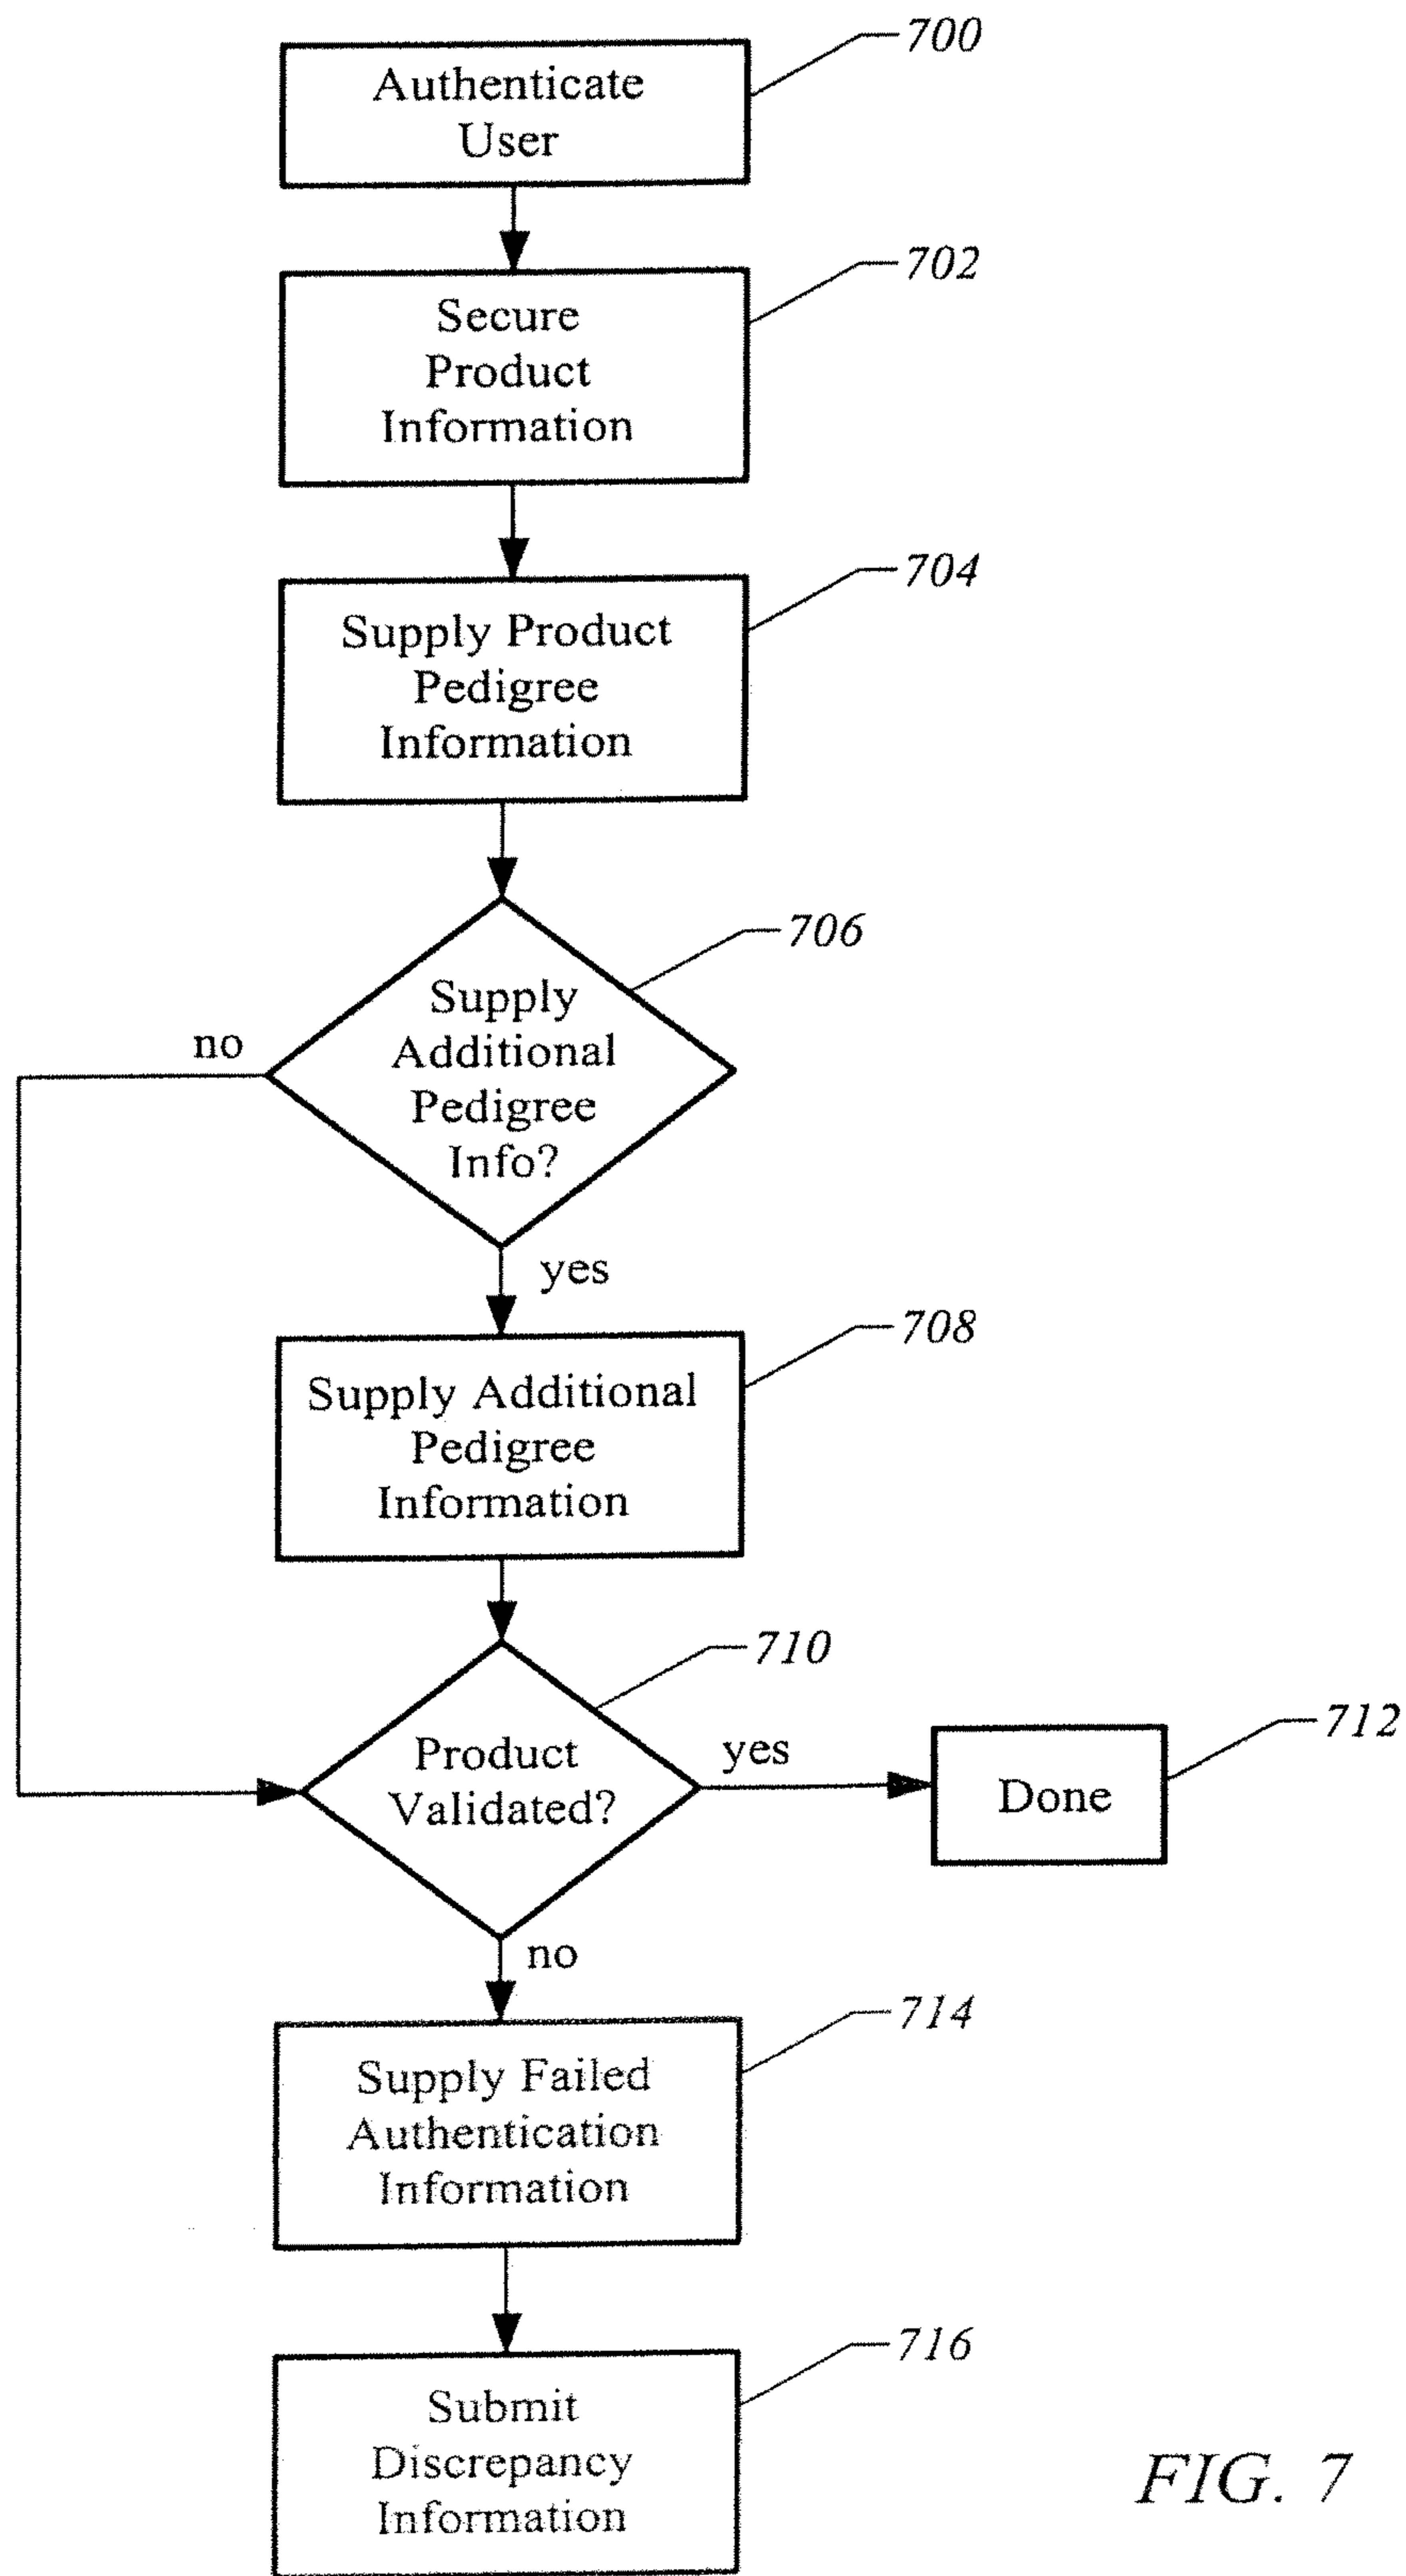 700
Authenticate
User
702
Secure
Product
Information
704
Supply Product
Pedigree
Information
706
Supply
Additional
Pedigree
Info?
no
yes
708
Supply Additional
Pedigree
Information
710
Product
Validated?
yes
712
Done
no
714
Supply Failed
Authentication
Information
716
Submit
Discrepancy
Information
FIG. 7